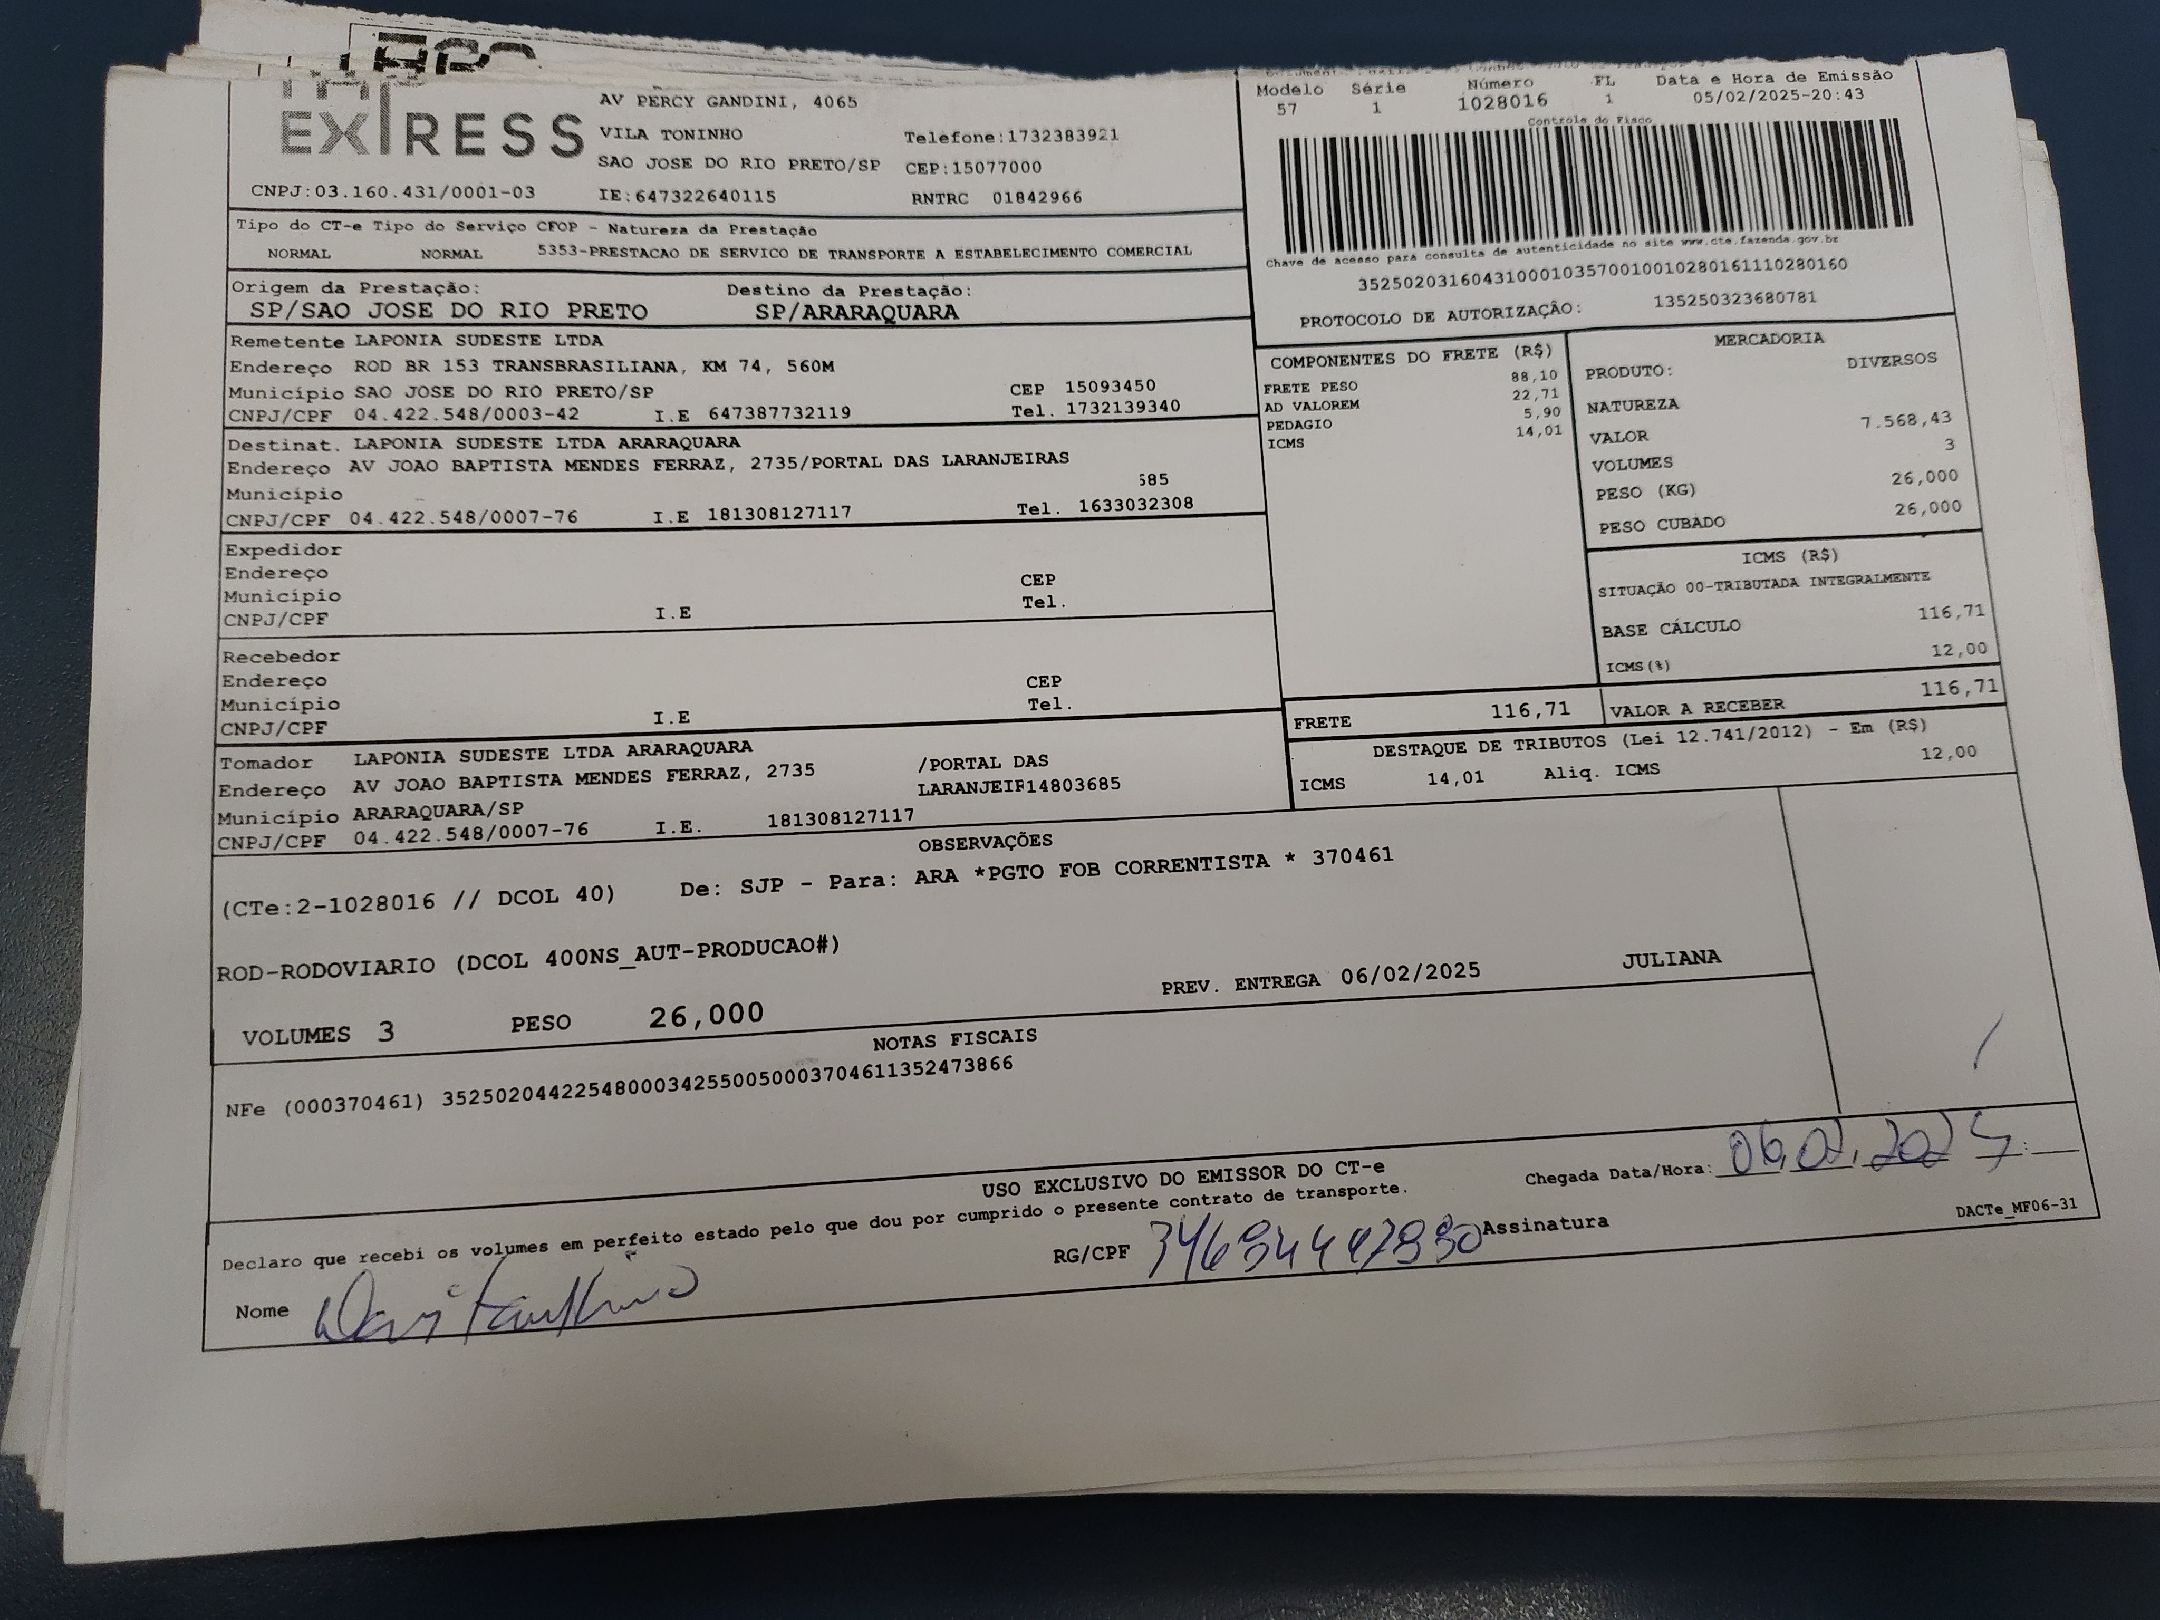 EXPRESS
AV PERCY GANDINI, 4065
VILA TONINHO
Telefone:1732383921
SAO JOSE DO RIO PRETO/SP
CEP:15077000
CNPJ:03.160.431/0001-03
IE:647322640115
RNTRC 01842966
Modelo Série Número FL Data e Hora de Emissão
57 1 1028016 1 05/02/2025-20:43
Controle do Fisco
Chave de acesso para consulta de autenticidade no site www.cte.fazenda.gov.br
35250203160431000103570010010280161110280160
PROTOCOLO DE AUTORIZAÇÃO: 135250323680781
Tipo do CT-e Tipo do Serviço CFOP - Natureza da Prestação
NORMAL NORMAL 5353-PRESTACAO DE SERVICO DE TRANSPORTE A ESTABELECIMENTO COMERCIAL
Origem da Prestação: Destino da Prestação:
SP/SAO JOSE DO RIO PRETO SP/ARARAQUARA
Remetente LAPONIA SUDESTE LTDA
Endereço ROD BR 153 TRANSBRASILIANA, KM 74, 560M
Município SAO JOSE DO RIO PRETO/SP CEP 15093450
CNPJ/CPF 04.422.548/0003-42 I.E 647387732119 Tel. 1732139340
Destinat. LAPONIA SUDESTE LTDA ARARAQUARA
Endereço AV JOAO BAPTISTA MENDES FERRAZ, 2735/PORTAL DAS LARANJEIRAS
Município 585
CNPJ/CPF 04.422.548/0007-76 I.E 181308127117 Tel. 1633032308
Expedidor
Endereço CEP
Município Tel.
CNPJ/CPF I.E
Recebedor
Endereço CEP
Município Tel.
CNPJ/CPF I.E
Tomador LAPONIA SUDESTE LTDA ARARAQUARA
Endereço AV JOAO BAPTISTA MENDES FERRAZ, 2735 /PORTAL DAS
LARANJEIR14803685
Município ARARAQUARA/SP
CNPJ/CPF 04.422.548/0007-76 I.E. 181308127117
COMPONENTES DO FRETE (R$)
FRETE PESO 88,10
AD VALOREM 22,71
PEDAGIO 5,90
ICMS 14,01
MERCADORIA
PRODUTO: DIVERSOS
NATUREZA
VALOR 7.568,43
VOLUMES 3
PESO (KG) 26,000
PESO CUBADO 26,000
ICMS (R$)
SITUAÇÃO 00-TRIBUTADA INTEGRALMENTE
BASE CÁLCULO 116,71
ICMS(%) 12,00
FRETE 116,71 VALOR A RECEBER 116,71
DESTAQUE DE TRIBUTOS (Lei 12.741/2012) - Em (R$)
ICMS 14,01 Aliq. ICMS 12,00
OBSERVAÇÕES
(CTe:2-1028016 // DCOL 40) De: SJP - Para: ARA *PGTO FOB CORRENTISTA * 370461
ROD-RODOVIARIO (DCOL 400NS_AUT-PRODUCAO#)
PREV. ENTREGA 06/02/2025 JULIANA
VOLUMES 3 PESO 26,000
NOTAS FISCAIS
NFe (000370461) 35250204422548000342550050003704611352473866
USO EXCLUSIVO DO EMISSOR DO CT-e
Chegada Data/Hora: 06.02.2025 :
Declaro que recebi os volumes em perfeito estado pelo que dou por cumprido o presente contrato de transporte.
DACTe_MF06-31
Nome
RG/CPF
Assinatura